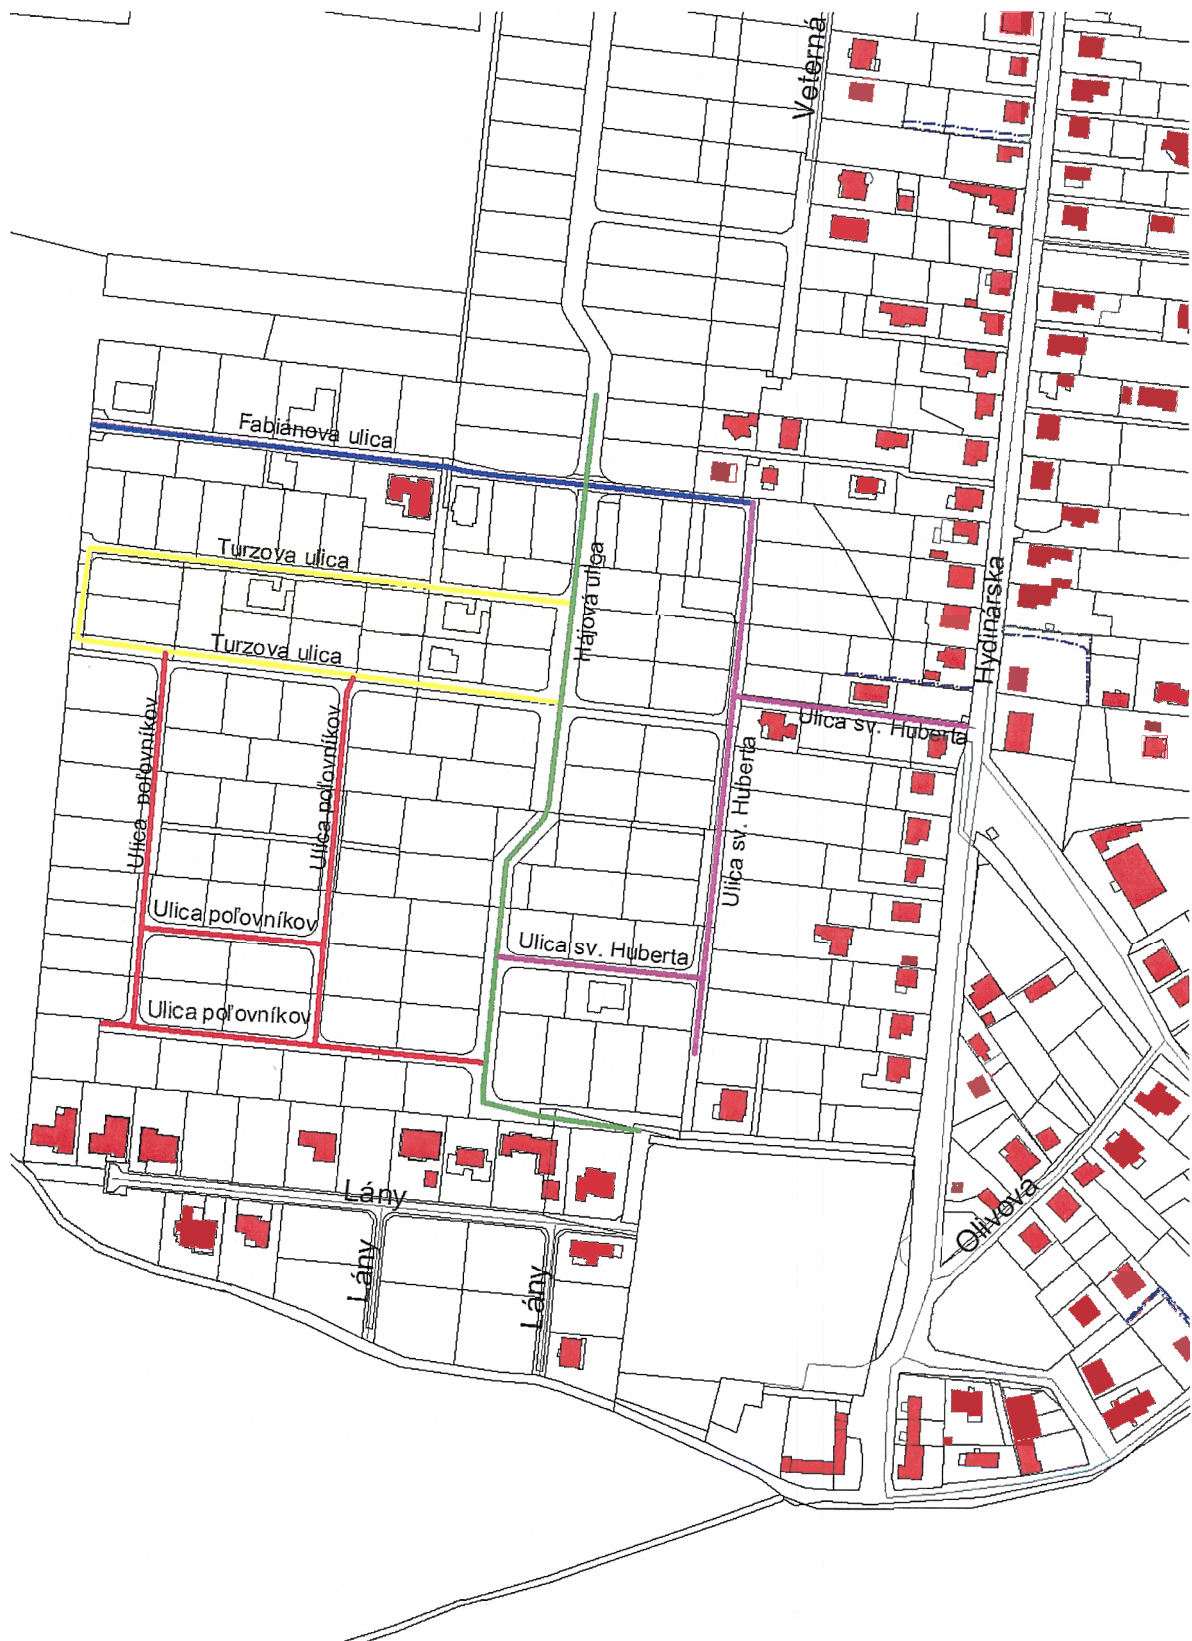 Veterná
Fabiánova ulica
Turzova ulica
Hájová ulica
Hydinárska
Turzova ulica
Ulica poľovníkov
Ulica poľovníkov
Ulica sv. Huberta
Ulica sv. Huberta
Ulica poľovníkov
Ulica sv. Huberta
Ulica poľovníkov
Lány
Olivova
Lány
Lány